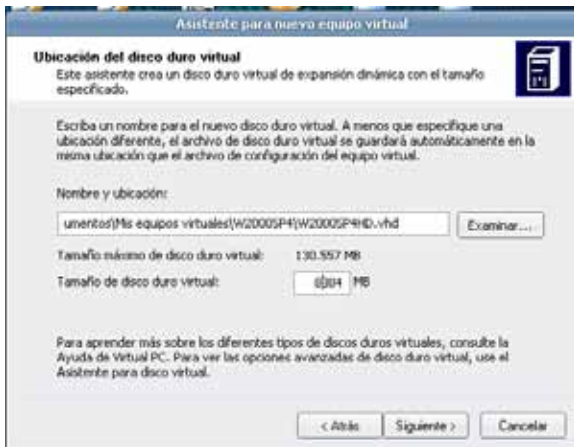 Asistente para nuevo equipo virtual
Ubicación del disco duro virtual
Este asistente crea un disco duro virtual de expansión dinámica con el tamaño
especificado.
Escriba un nombre para el nuevo disco duro virtual. A menos que especifique una
ubicación diferente, el archivo de disco duro virtual se guardará automáticamente en la
misma ubicación que el archivo de configuración del equipo virtual.
Nombre y ubicación:
umentos\Mis equipos virtuales\W2000SP4\W2000SP4HD.vhd Examinar...
Tamaño máximo de disco duro virtual: 130.557 MB
Tamaño de disco duro virtual: MB
Para aprender más sobre los diferentes tipos de discos duros virtuales, consulte la
Ayuda de Virtual PC. Para ver las opciones avanzadas de disco duro virtual, use el
Asistente para disco virtual.
< Atrás Siguiente > Cancelar